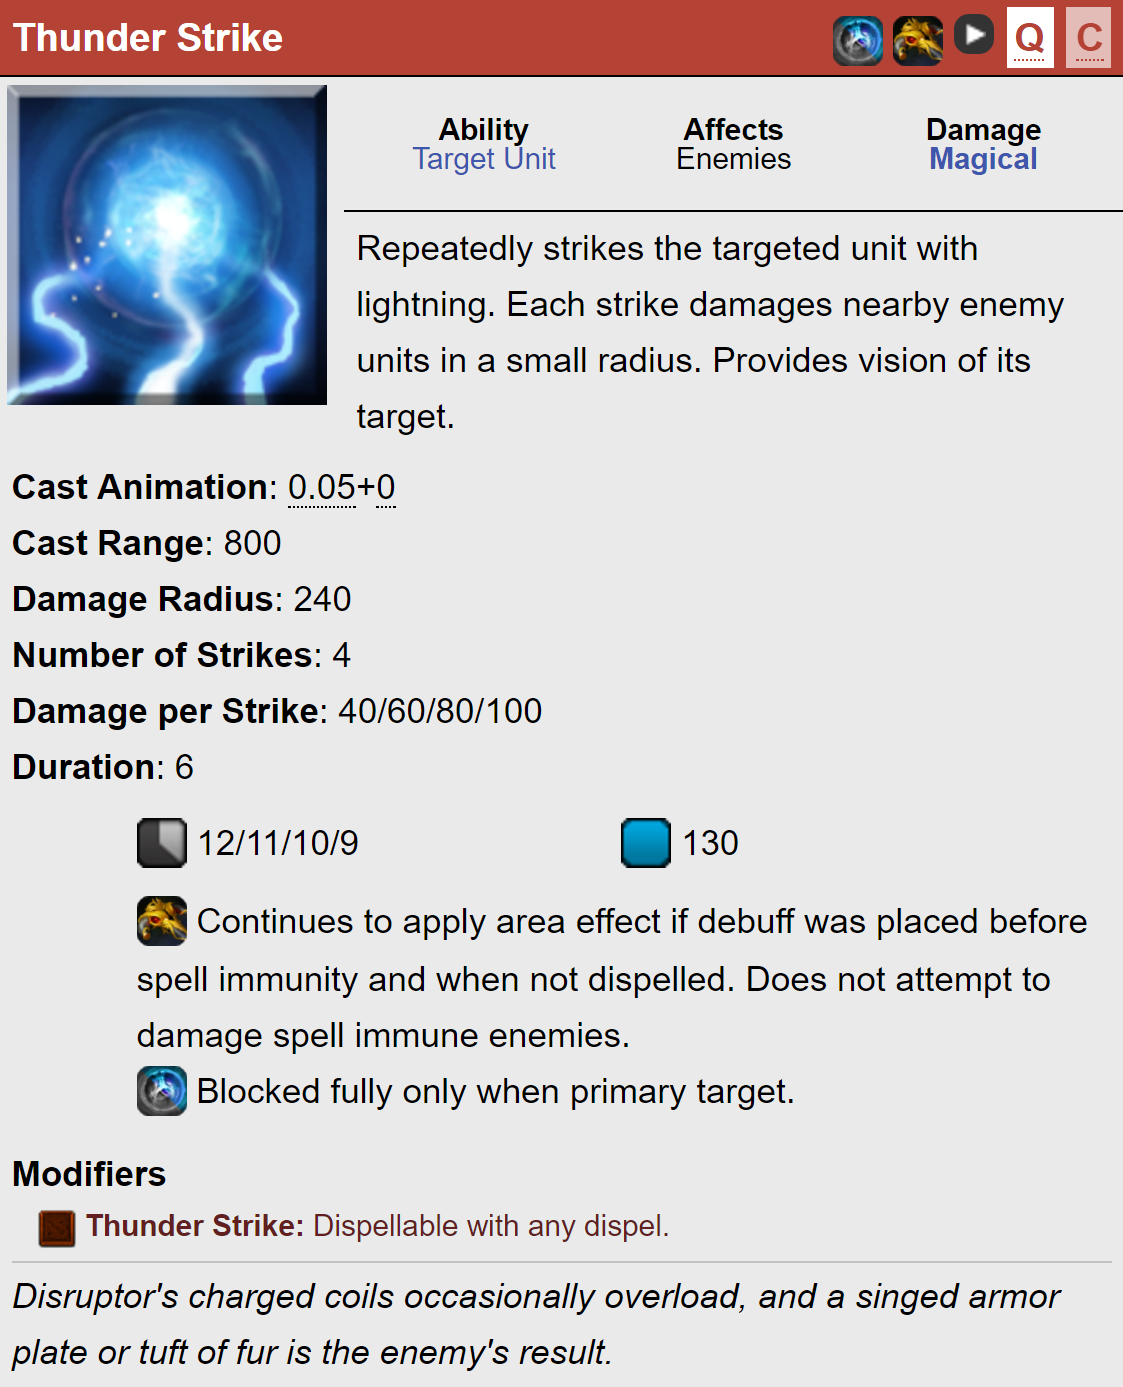 Thunder Strike
Q C
Ability Affects Damage
Target Unit Enemies Magical
Repeatedly strikes the targeted unit with
lightning. Each strike damages nearby enemy
units in a small radius. Provides vision of its
target.
Cast Animation: 0.05+0
Cast Range: 800
Damage Radius: 240
Number of Strikes: 4
Damage per Strike: 40/60/80/100
Duration: 6
12/11/10/9 130
Continues to apply area effect if debuff was placed before
spell immunity and when not dispelled. Does not attempt to
damage spell immune enemies.
Blocked fully only when primary target.
Modifiers
Thunder Strike: Dispellable with any dispel.
Disruptor's charged coils occasionally overload, and a singed armor
plate or tuft of fur is the enemy's result.